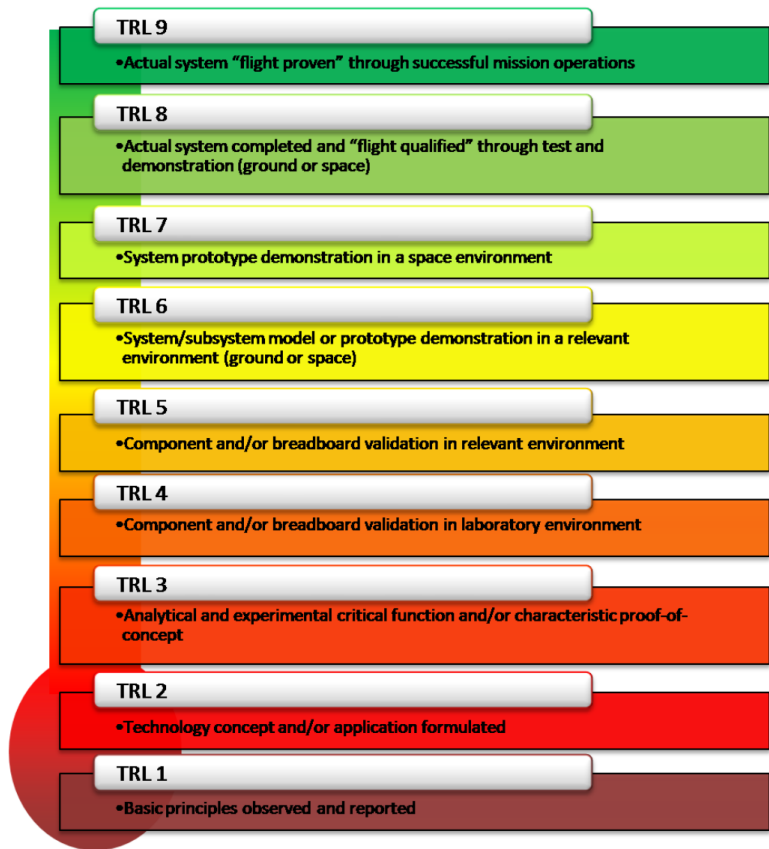 TRL 9
•Actual system “flight proven” through successful mission operations
TRL 8
•Actual system completed and “flight qualified” through test and
demonstration (ground or space)
TRL 7
•System prototype demonstration in a space environment
TRL 6
•System/subsystem model or prototype demonstration in a relevant
environment (ground or space)
TRL 5
•Component and/or breadboard validation in relevant environment
TRL 4
•Component and/or breadboard validation in laboratory environment
TRL 3
•Analytical and experimental critical function and/or characteristic proof-of-
concept
TRL 2
•Technology concept and/or application formulated
TRL 1
•Basic principles observed and reported